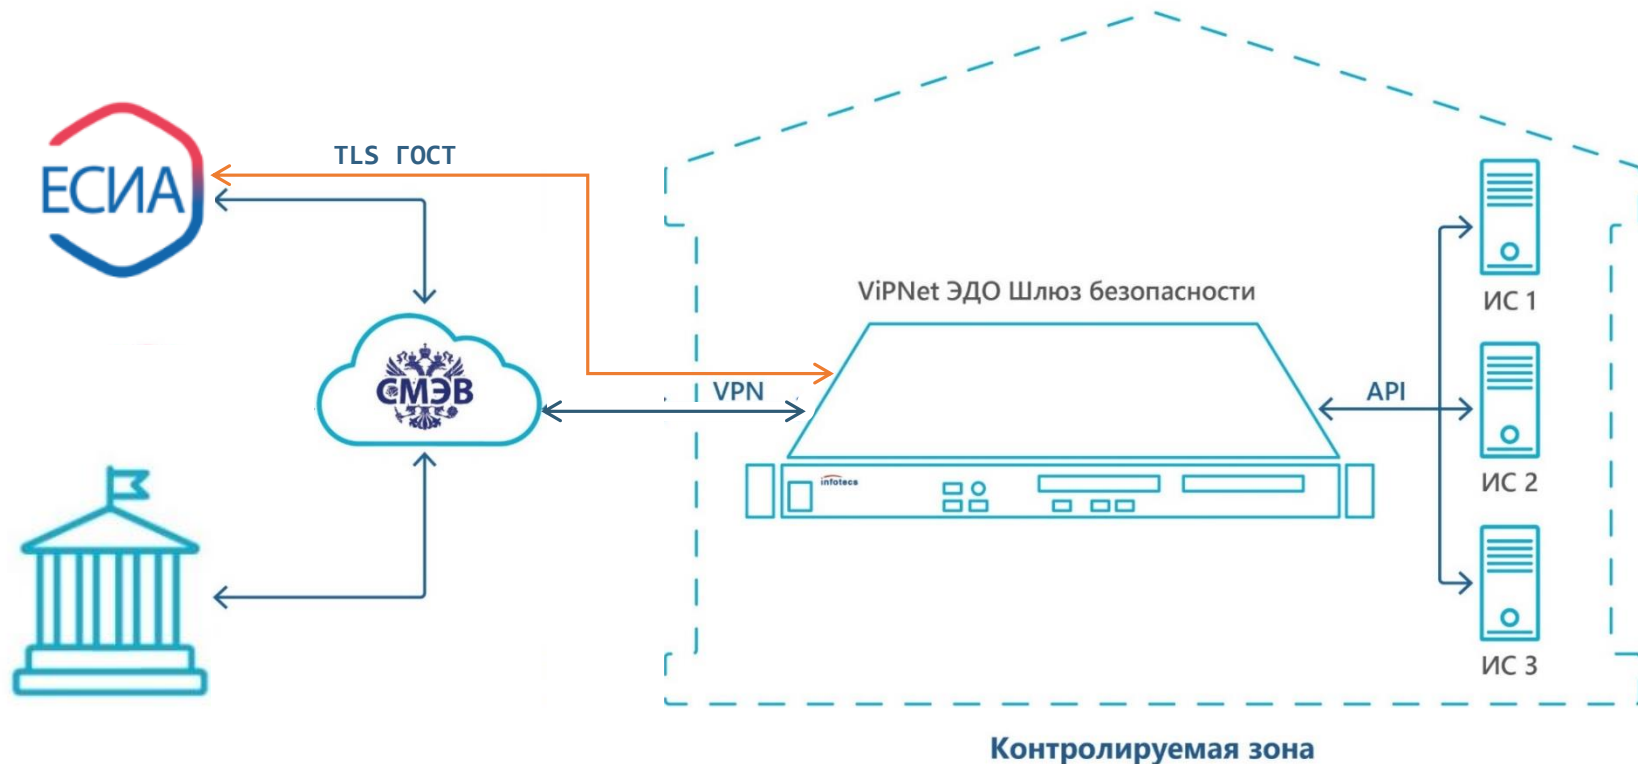 TLS ГОСТ
ЕСИА
ViPNet ЭДО Шлюз безопасности
ИС 1
СМЭВ
VPN
API
infotecs
ИС 2
ИС 3
Контролируемая зона